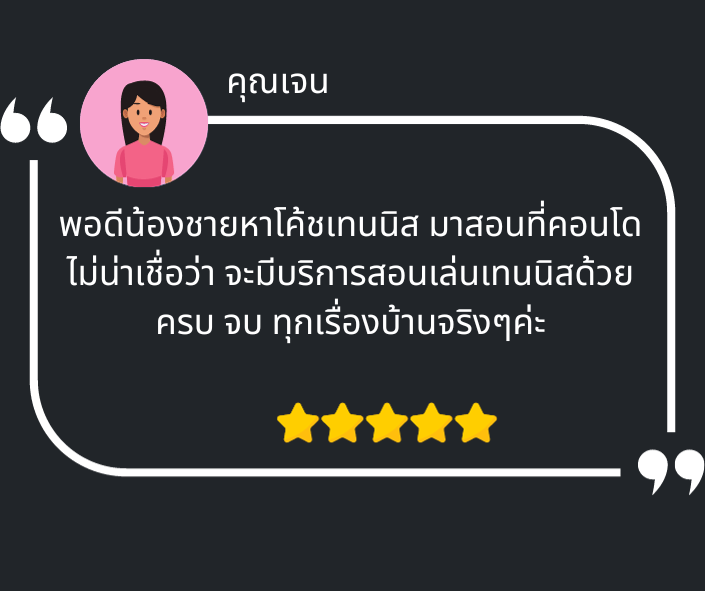 คุณเจน
พอดีน้องชายหาโค้ชเทนนิส มาสอนที่คอนโด
ไม่น่าเชื่อว่า จะมีบริการสอนเล่นเทนนิสด้วย
ครบ จบ ทุกเรื่องบ้านจริงๆค่ะ